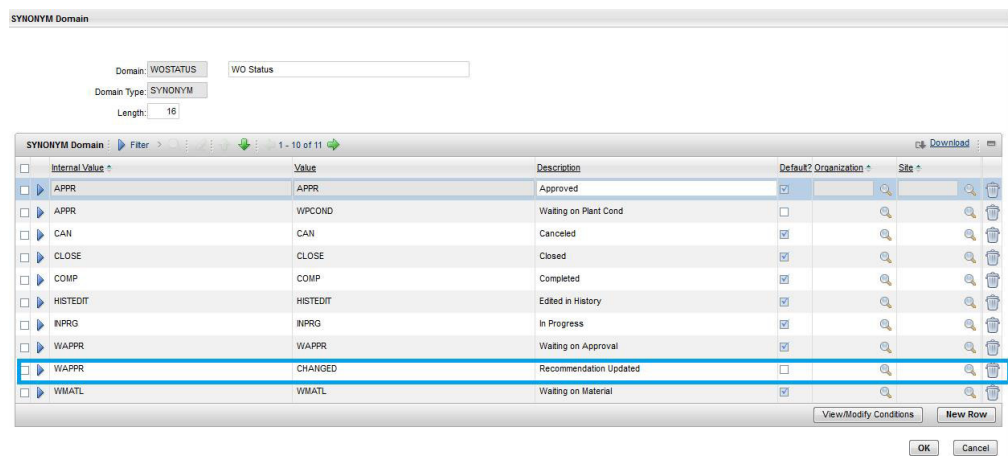 SYNONYM Domain
Domain: WOSTATUS WO Status
Domain Type: SYNONYM
Length: 16
SYNONYM Domain Filter 1 - 10 of 11 Download
Internal Value Value Description Default? Organization Site
APPR APPR Approved
APPR WPCOND Waiting on Plant Cond
CAN CAN Canceled
CLOSE CLOSE Closed
COMP COMP Completed
HISTEDIT HISTEDIT Edited in History
INPRG INPRG In Progress
WAPPR WAPPR Waiting on Approval
WAPPR CHANGED Recommendation Updated
WMATL WMATL Waiting on Material
View/Modify Conditions New Row
OK Cancel